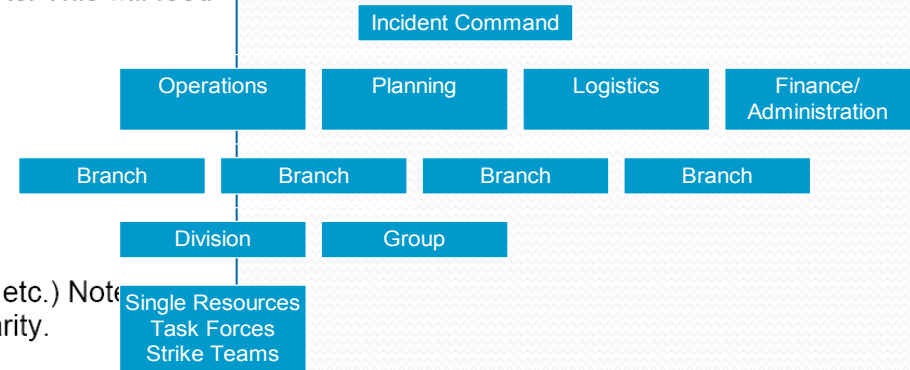 Incident Command
Operations
Planning
Logistics
Finance/
Administration
Branch
Branch
Branch
Branch
Division
Group
etc.) Note
Single Resources
Task Forces
Strike Teams